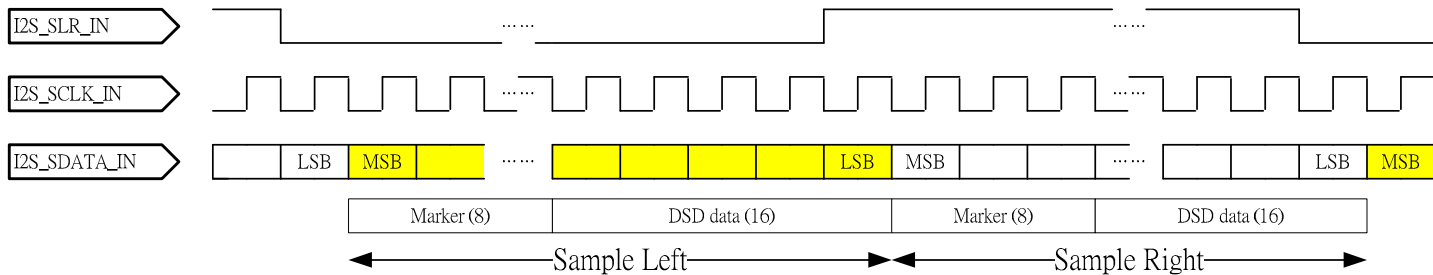 I2S_SLR_IN ...... ......
I2S_SCLK_IN ...... ......
I2S_SDATA_IN LSB MSB ...... LSB MSB ...... LSB MSB
Marker (8) DSD data (16) Marker (8) DSD data (16)
Sample Left Sample Right